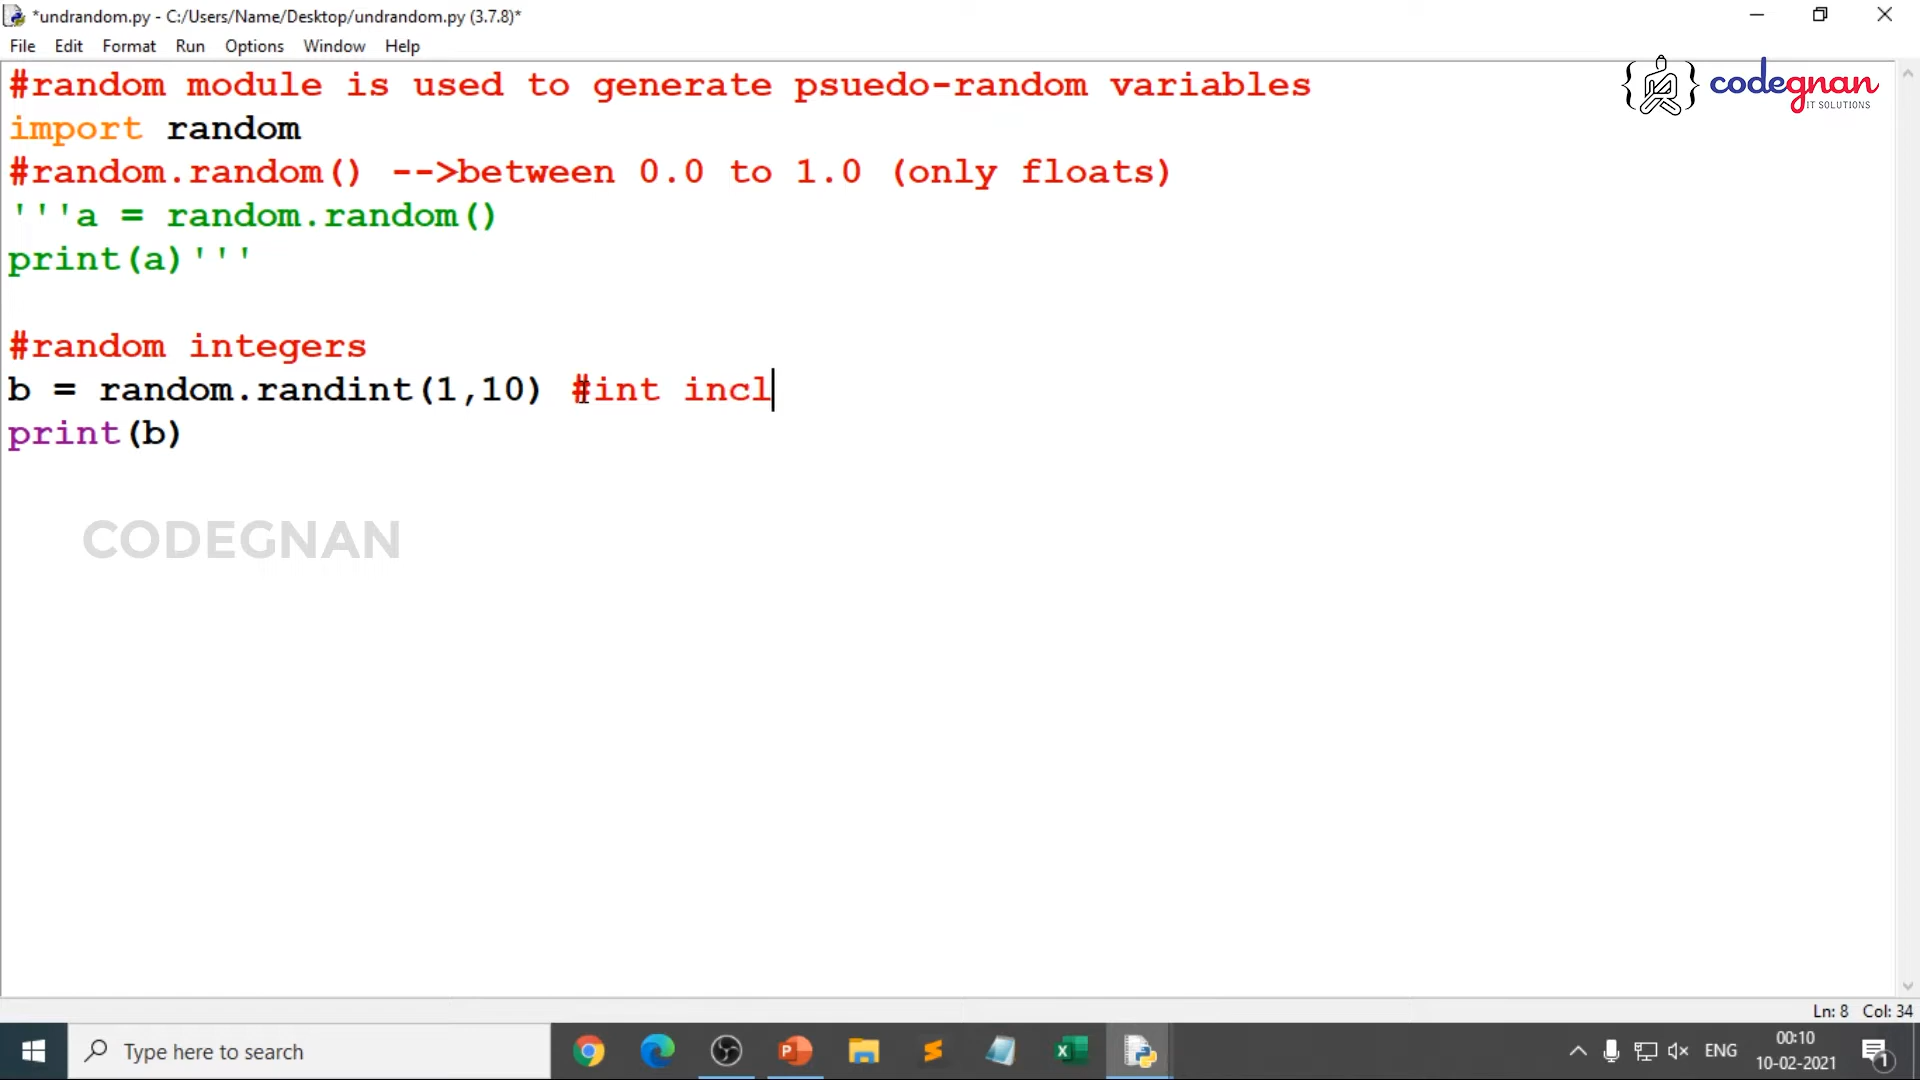 *undrandom.py - C:/Users/Name/Desktop/undrandom.py (3.7.8)*
File Edit Format Run Options Window Help
#random module is used to generate psuedo-random variables
codegnan
IT SOLUTIONS
import random
#random.random() -->between 0.0 to 1.0 (only floats)
'''a = random.random()
print(a)'''
#random integers
b = random.randint(1,10) #int incl
print(b)
CODEGNAN
Ln: 8 Col: 34
Type here to search
ENG
00:10
10-02-2021
1